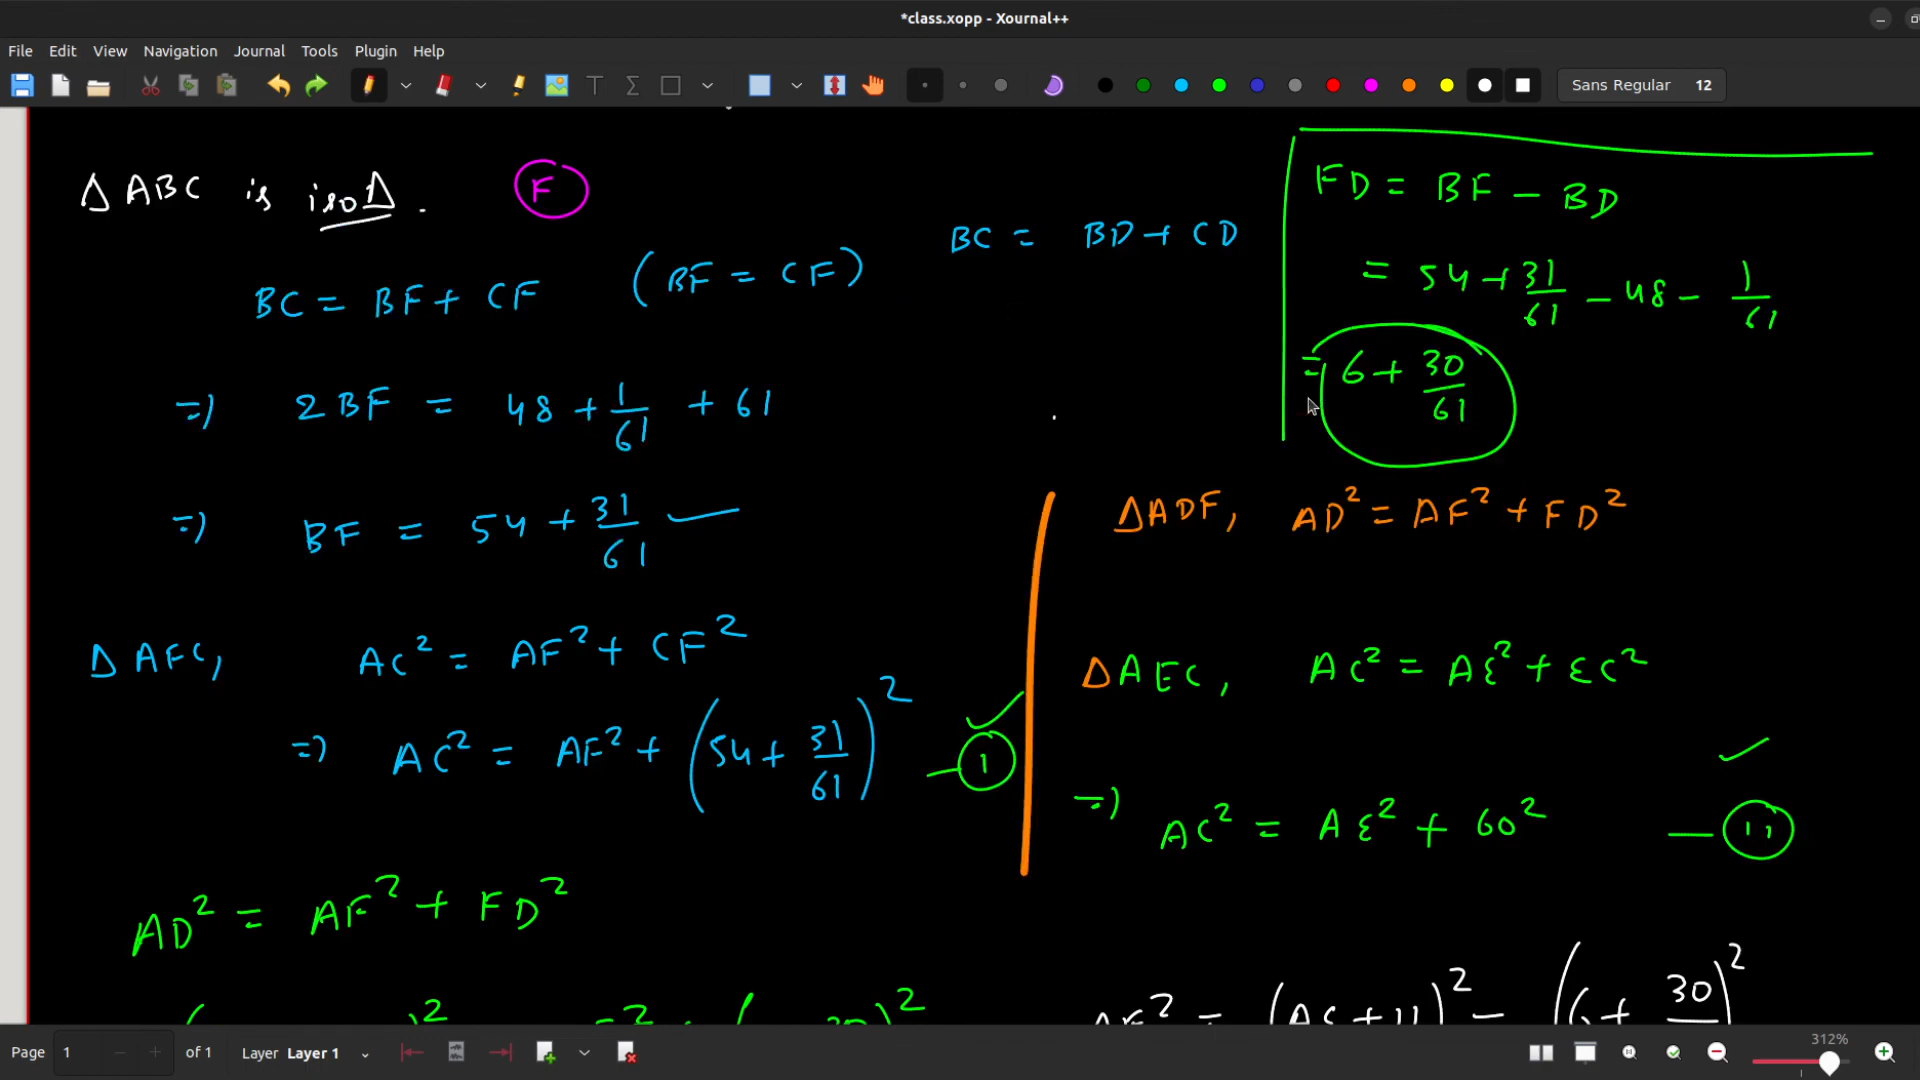 *class.xopp - Xournal++
File Edit View Navigation Journal Tools Plugin Help
Sans Regular 12
Δ ABC is iso Δ.
F
BC = BF + CF (BF = CF)
⇒ 2BF = 48 + 1/61 + 61
⇒ BF = 54 + 31/61
Δ AFC, AC² = AF² + CF²
⇒ AC² = AF² + (54 + 31/61)² — ①
AD² = AF² + FD²
BC = BD + CD
FD = BF - BD
= 54 + 31/61 - 48 - 1/61
= 6 + 30/61
Δ ADF, AD² = AF² + FD²
Δ AEC, AC² = AE² + EC²
⇒ AC² = AE² + 60² — ⑪
Page 1 of 1 Layer Layer 1 312%